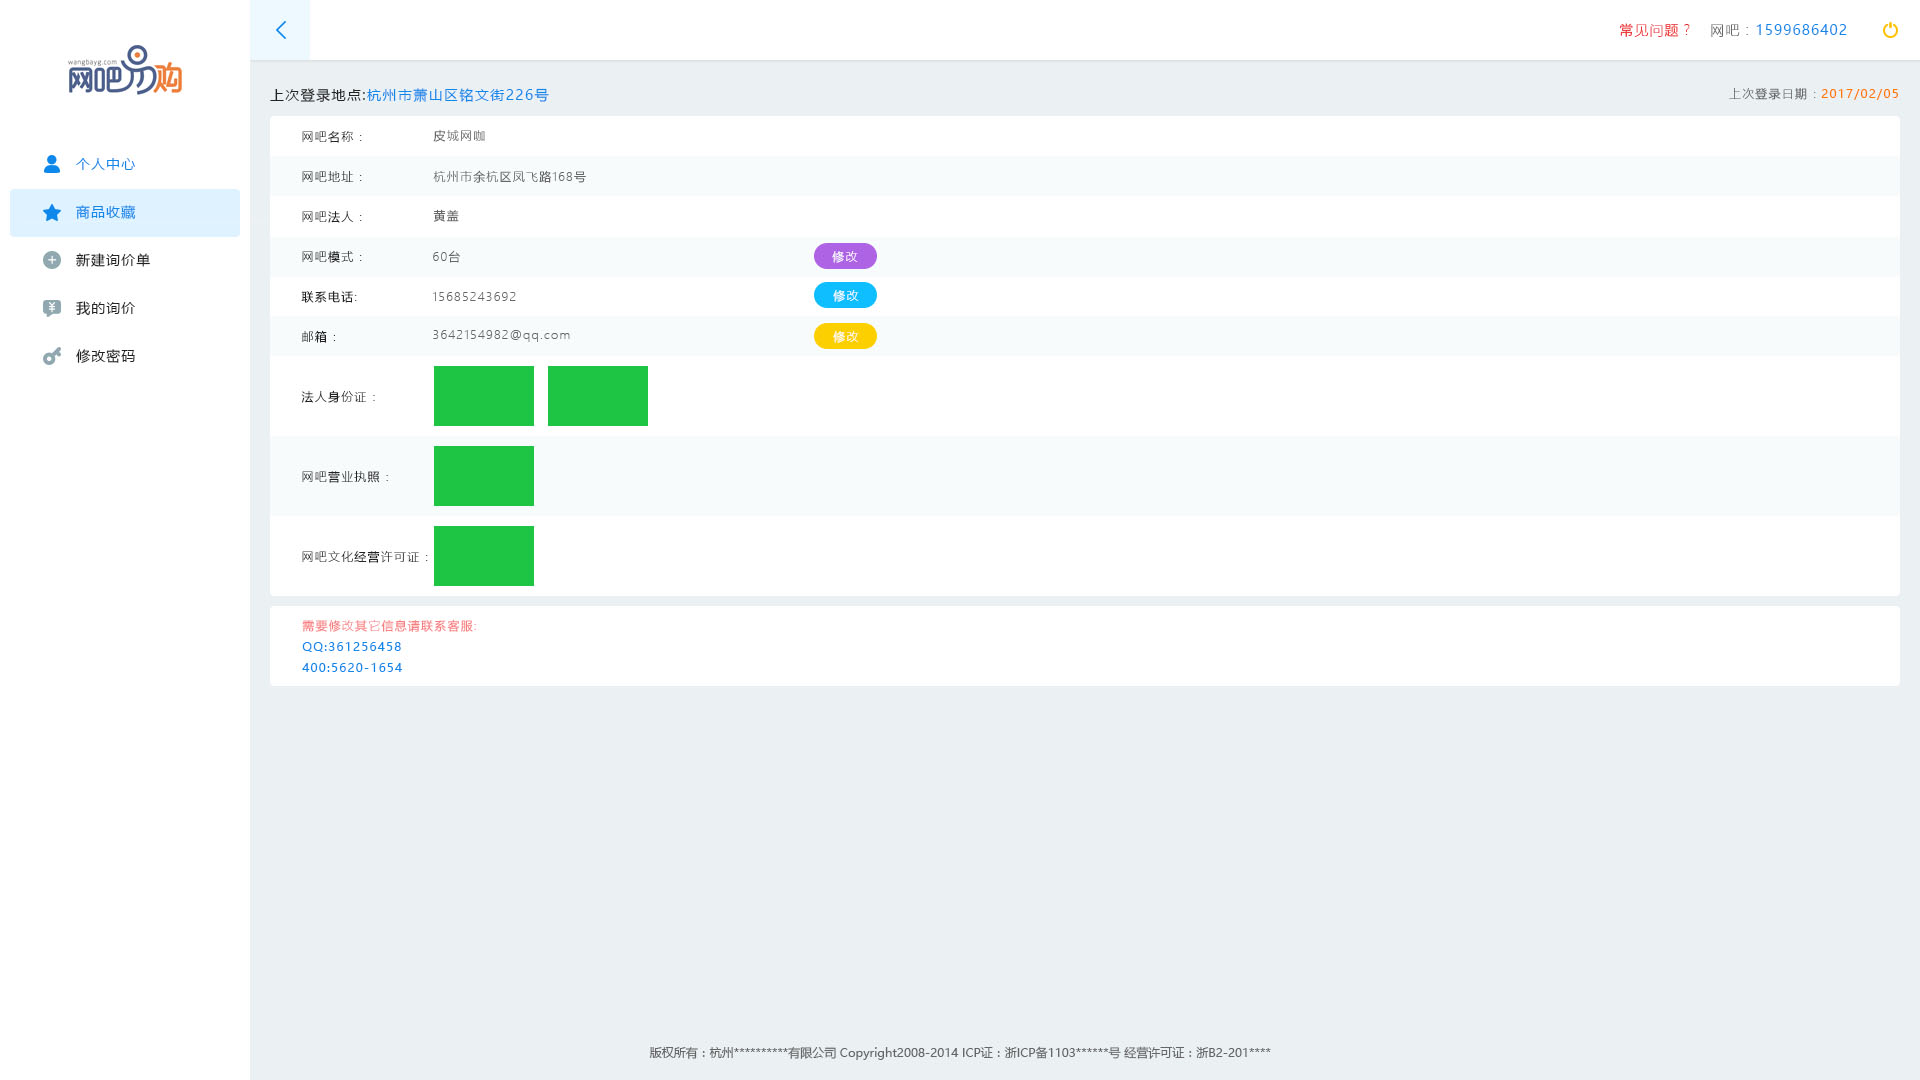 wangbayg.com
网吧易购
常见问题？ 网吧：1599686402
个人中心
商品收藏
新建询价单
我的询价
修改密码
上次登录地点:杭州市萧山区铭文街226号
上次登录日期：2017/02/05
网吧名称： 皮城网咖
网吧地址： 杭州市余杭区凤飞路168号
网吧法人： 黄盖
网吧模式： 60台 修改
联系电话: 15685243692 修改
邮箱： 3642154982@qq.com 修改
法人身份证：
网吧营业执照：
网吧文化经营许可证：
需要修改其它信息请联系客服:
QQ:361256458
400:5620-1654
版权所有：杭州**********有限公司 Copyright2008-2014 ICP证：浙ICP备1103******号 经营许可证：浙B2-201****